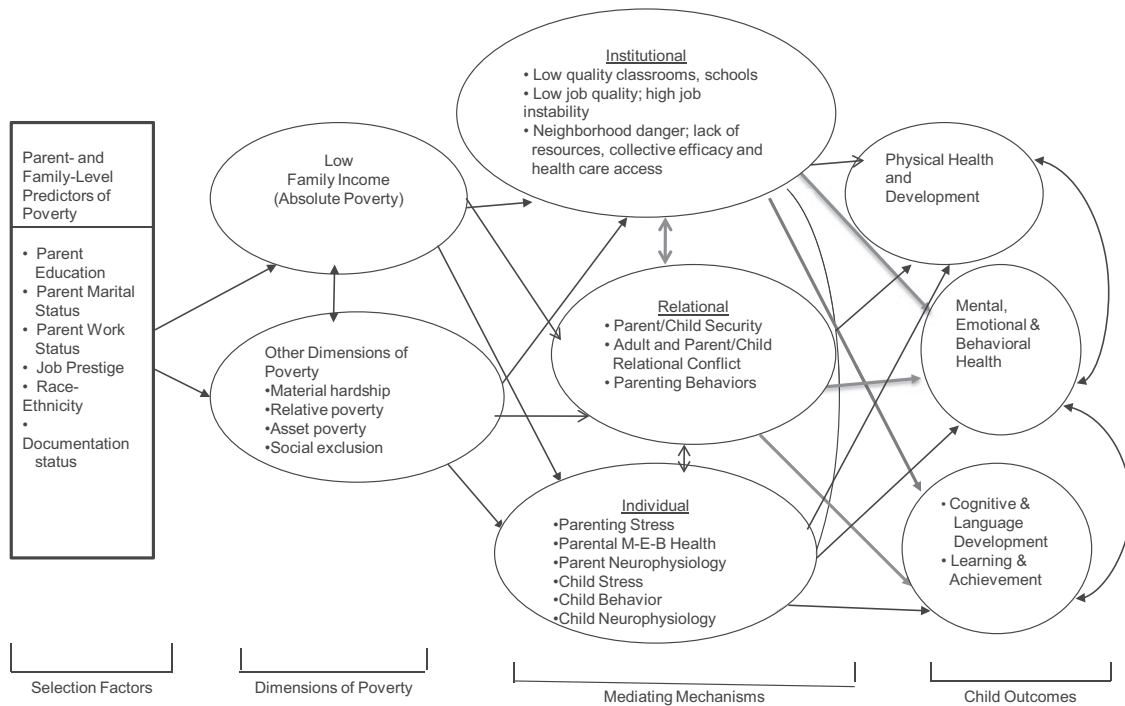 Parent- and
Family-Level
Predictors of
Poverty
• Parent
Education
• Parent Marital
Status
• Parent Work
Status
• Job Prestige
• Race-
Ethnicity
•
Documentation
status
Low
Family Income
(Absolute Poverty)
Other Dimensions of
Poverty
•Material hardship
•Relative poverty
•Asset poverty
•Social exclusion
Institutional
• Low quality classrooms, schools
• Low job quality; high job
instability
• Neighborhood danger; lack of
resources, collective efficacy and
health care access
Relational
• Parent/Child Security
• Adult and Parent/Child
Relational Conflict
• Parenting Behaviors
Individual
•Parenting Stress
•Parental M-E-B Health
•Parent Neurophysiology
•Child Stress
•Child Behavior
•Child Neurophysiology
Physical Health
and
Development
Mental,
Emotional &
Behavioral
Health
• Cognitive &
Language
Development
• Learning &
Achievement
Selection Factors
Dimensions of Poverty
Mediating Mechanisms
Child Outcomes